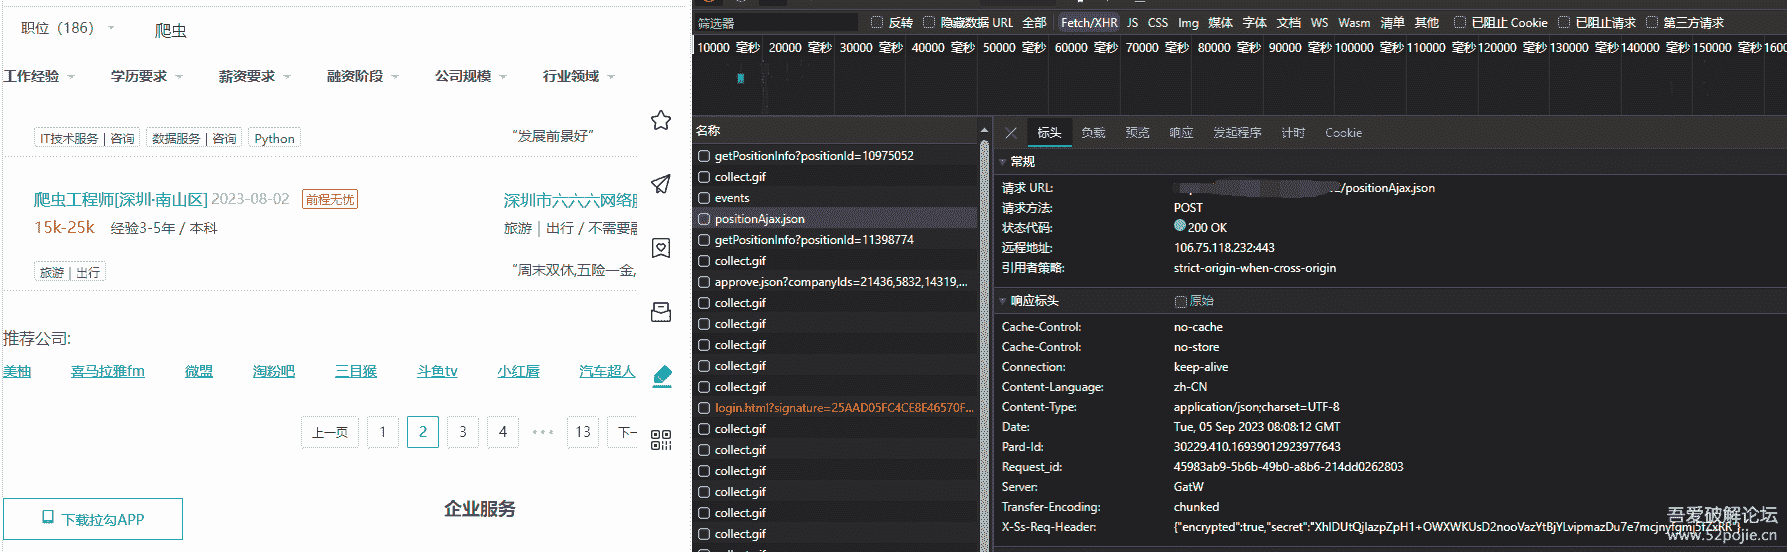 职位（186）
爬虫
工作经验 学历要求 薪资要求 融资阶段 公司规模 行业领域
IT技术服务 | 咨询 数据服务 | 咨询 Python
“发展前景好”
爬虫工程师[深圳·南山区] 2023-08-02 前程无忧
深圳市六六六网络
15k-25k 经验3-5年 / 本科
旅游 | 出行 / 不需要
旅游 | 出行
“周末双休,五险一金,
推荐公司:
美柚 喜马拉雅fm 微盟 淘粉吧 三目猴 斗鱼tv 小红唇 汽车超人
上一页 1 2 3 4 ··· 13 下一
下载拉勾APP
企业服务
筛选器 反转 隐藏数据 URL 全部 Fetch/XHR JS CSS Img 媒体 字体 文档 WS Wasm 清单 其他 已阻止 Cookie 已阻止请求 第三方请求
10000 毫秒 20000 毫秒 30000 毫秒 40000 毫秒 50000 毫秒 60000 毫秒 70000 毫秒 80000 毫秒 90000 毫秒 100000 毫秒 110000 毫秒 120000 毫秒 130000 毫秒 140000 毫秒 150000 毫秒 1600
名称
getPositionInfo?positionId=10975052
collect.gif
events
positionAjax.json
getPositionInfo?positionId=11398774
collect.gif
approve.json?companyIds=21436,5832,14319,...
collect.gif
collect.gif
collect.gif
collect.gif
collect.gif
login.html?signature=25AAD05FC4CE8E46570F...
collect.gif
collect.gif
collect.gif
collect.gif
collect.gif
collect.gif
标头 负载 预览 响应 发起程序 计时 Cookie
常规
请求 URL: /positionAjax.json
请求方法: POST
状态代码: 200 OK
远程地址: 106.75.118.232:443
引用者策略: strict-origin-when-cross-origin
响应标头 原始
Cache-Control: no-cache
Cache-Control: no-store
Connection: keep-alive
Content-Language: zh-CN
Content-Type: application/json;charset=UTF-8
Date: Tue, 05 Sep 2023 08:08:12 GMT
Pard-Id: 30229.410.16939012923977643
Request_id: 45983ab9-5b6b-49b0-a8b6-214dd0262803
Server: GatW
Transfer-Encoding: chunked
X-Ss-Req-Header: {"encrypted":true,"secret":
吾爱破解论坛
www.52pojie.cn